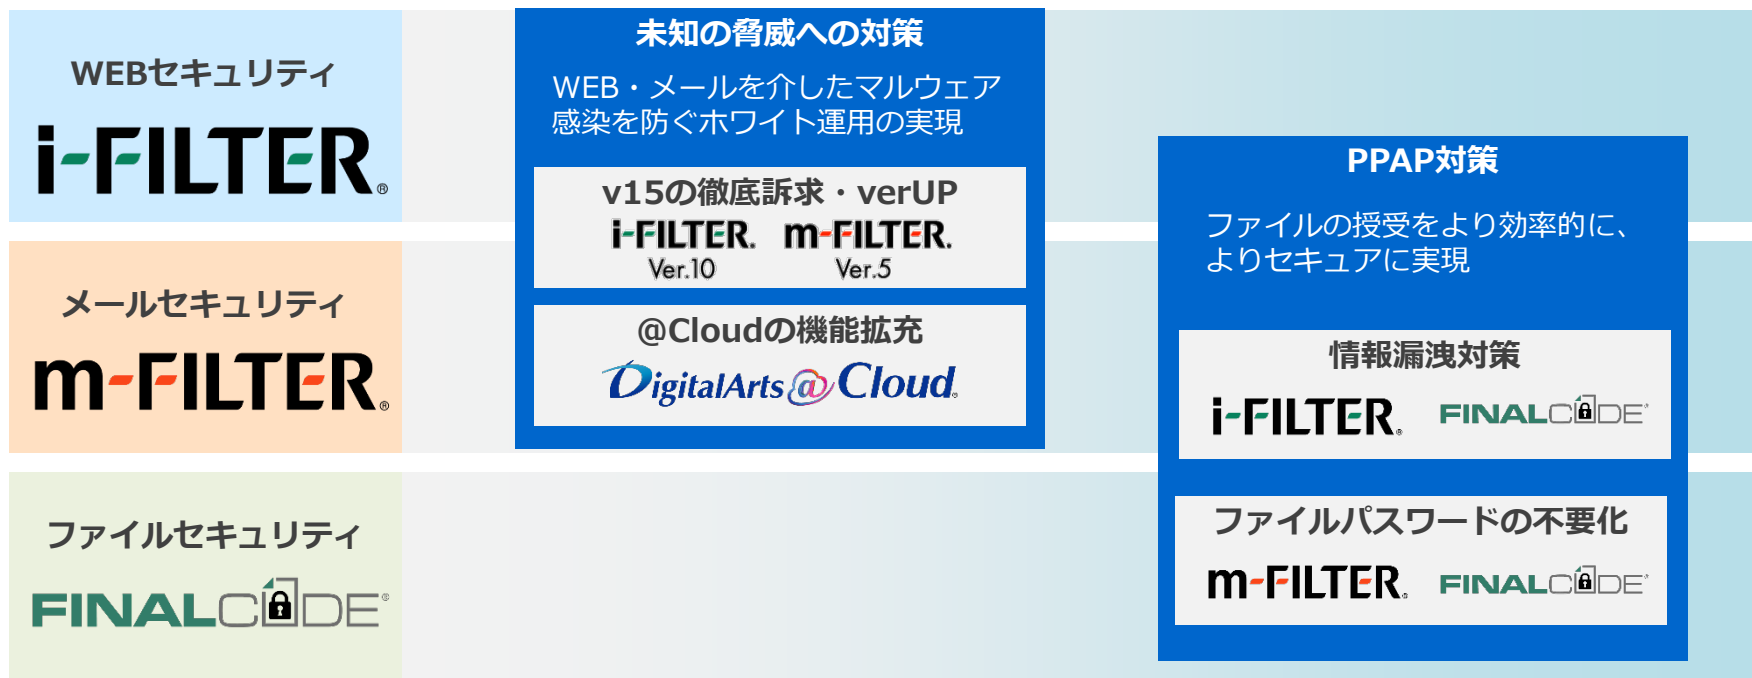 WEBセキュリティ
i-FILTER®
メールセキュリティ
m-FILTER®
ファイルセキュリティ
FINALCODE®
未知の脅威への対策
WEB・メールを介したマルウェア
感染を防ぐホワイト運用の実現
v15の徹底訴求・verUP
i-FILTER. m-FILTER.
Ver.10 Ver.5
@Cloudの機能拡充
DigitalArts@Cloud®
PPAP対策
ファイルの授受をより効率的に、
よりセキュアに実現
情報漏洩対策
i-FILTER® FINALCODE®
ファイルパスワードの不要化
m-FILTER® FINALCODE®